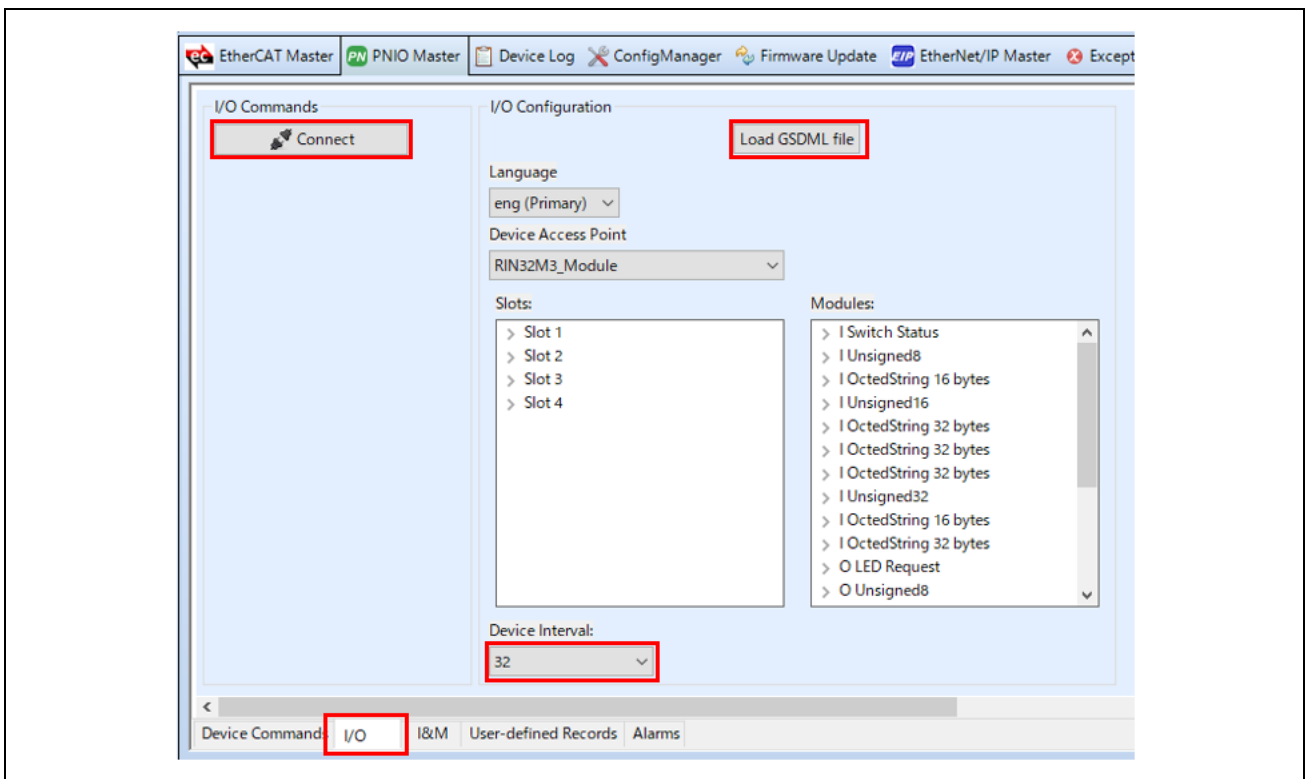 EtherCAT Master PN PNIO Master Device Log ConfigManager Firmware Update EIP EtherNet/IP Master Except
I/O Commands
Connect
I/O Configuration
Load GSDML file
Language
eng (Primary)
Device Access Point
RIN32M3_Module
Slots:
Slot 1
Slot 2
Slot 3
Slot 4
Modules:
I Switch Status
I Unsigned8
I OctedString 16 bytes
I Unsigned16
I OctedString 32 bytes
I OctedString 32 bytes
I OctedString 32 bytes
I Unsigned32
I OctedString 16 bytes
I OctedString 32 bytes
O LED Request
O Unsigned8
Device Interval:
32
Device Commands I/O I&M User-defined Records Alarms